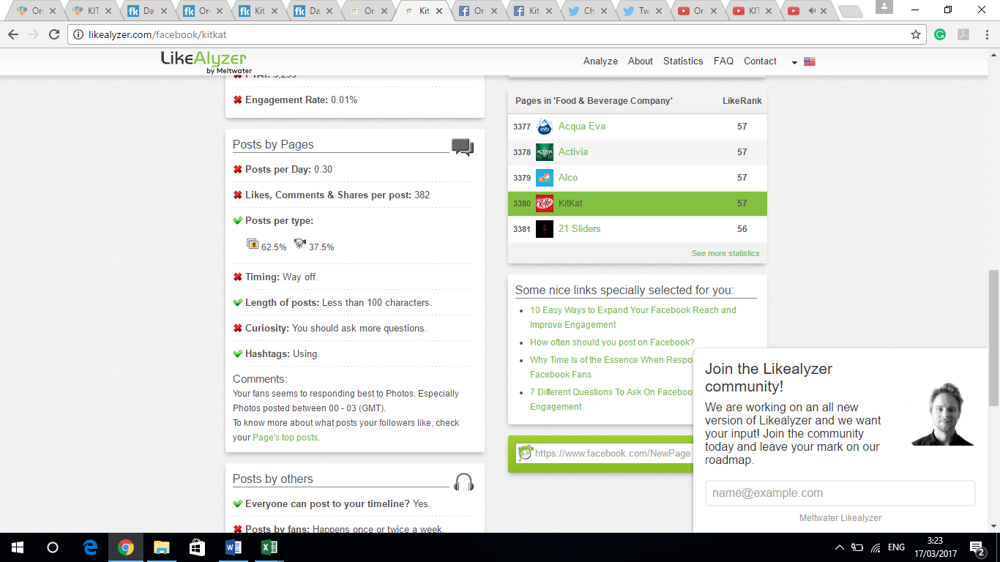 Ore
KIT
Da
Ore
Kit
Da
Or
Kit
Or
Kit
Ch
Tw
Or
KIT
likealyzer.com/facebook/kitkat
LikeAlyzer
by Meltwater
Analyze About Statistics FAQ Contact
Engagement Rate: 0.01%
Posts by Pages
Posts per Day: 0.30
Likes, Comments & Shares per post: 382
Posts per type:
62.5% 37.5%
Timing: Way off.
Length of posts: Less than 100 characters.
Curiosity: You should ask more questions.
Hashtags: Using.
Comments:
Your fans seems to responding best to Photos. Especially
Photos posted between 00 - 03 (GMT).
To know more about what posts your followers like, check
your Page's top posts.
Posts by others
Everyone can post to your timeline? Yes.
Posts by fans: Happens once or twice a week.
Pages in 'Food & Beverage Company' LikeRank
3377 Acqua Eva 57
3378 Activia 57
3379 Alco 57
3380 KitKat 57
3381 21 Sliders 56
See more statistics
Some nice links specially selected for you:
10 Easy Ways to Expand Your Facebook Reach and
Improve Engagement
How often should you post on Facebook?
Why Time Is of the Essence When Respo
Facebook Fans
7 Different Questions To Ask On Faceboo
Engagement
https://www.facebook.com/NewPage
Join the Likealyzer
community!
We are working on an all new
version of Likealyzer and we want
your input! Join the community
today and leave your mark on our
roadmap.
name@example.com
Meltwater Likealyzer
ENG
3:23
17/03/2017
2